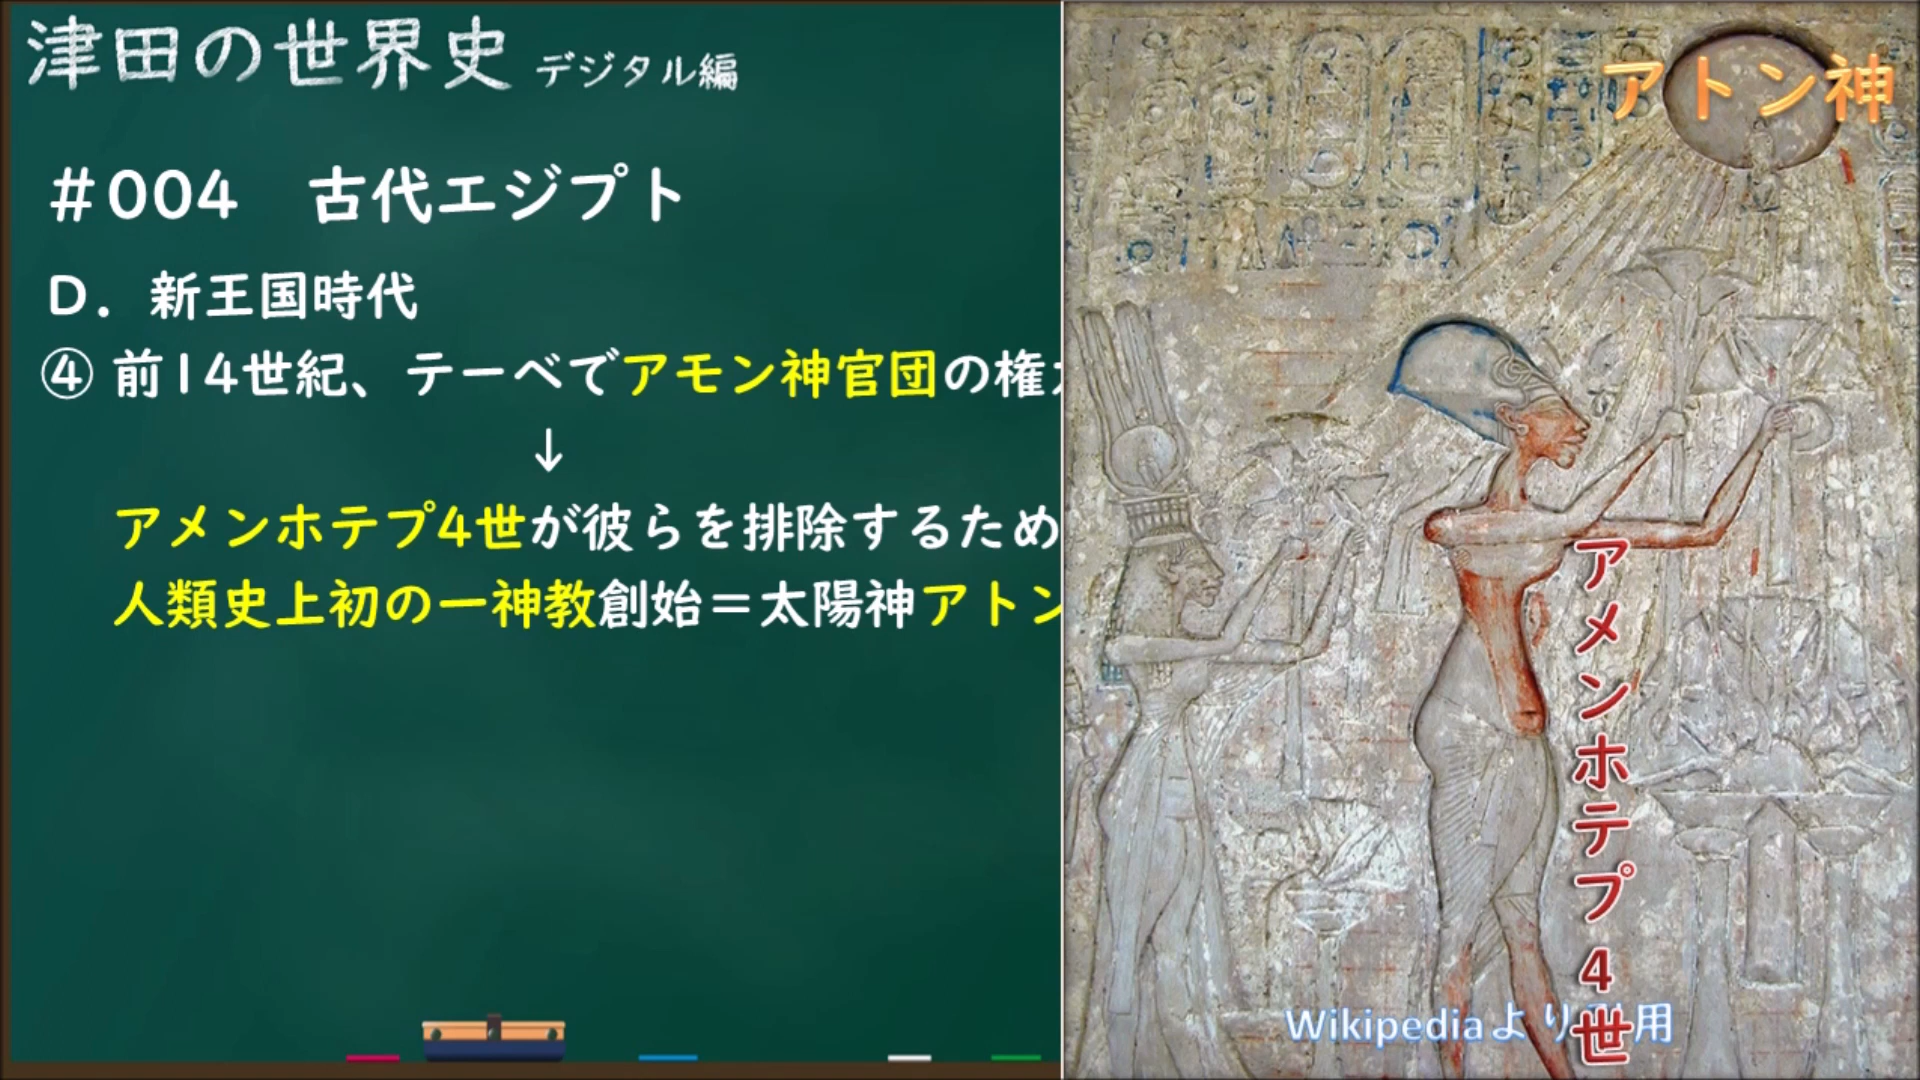 津田の世界史 デジタル編
#004 古代エジプト
D. 新王国時代
④ 前14世紀、テーベでアモン神官団の権
↓
アメンホテプ4世が彼らを排除するため
人類史上初の一神教創始=太陽神アトン
アトン神
アメンホテプ4世
Wikipediaより 用